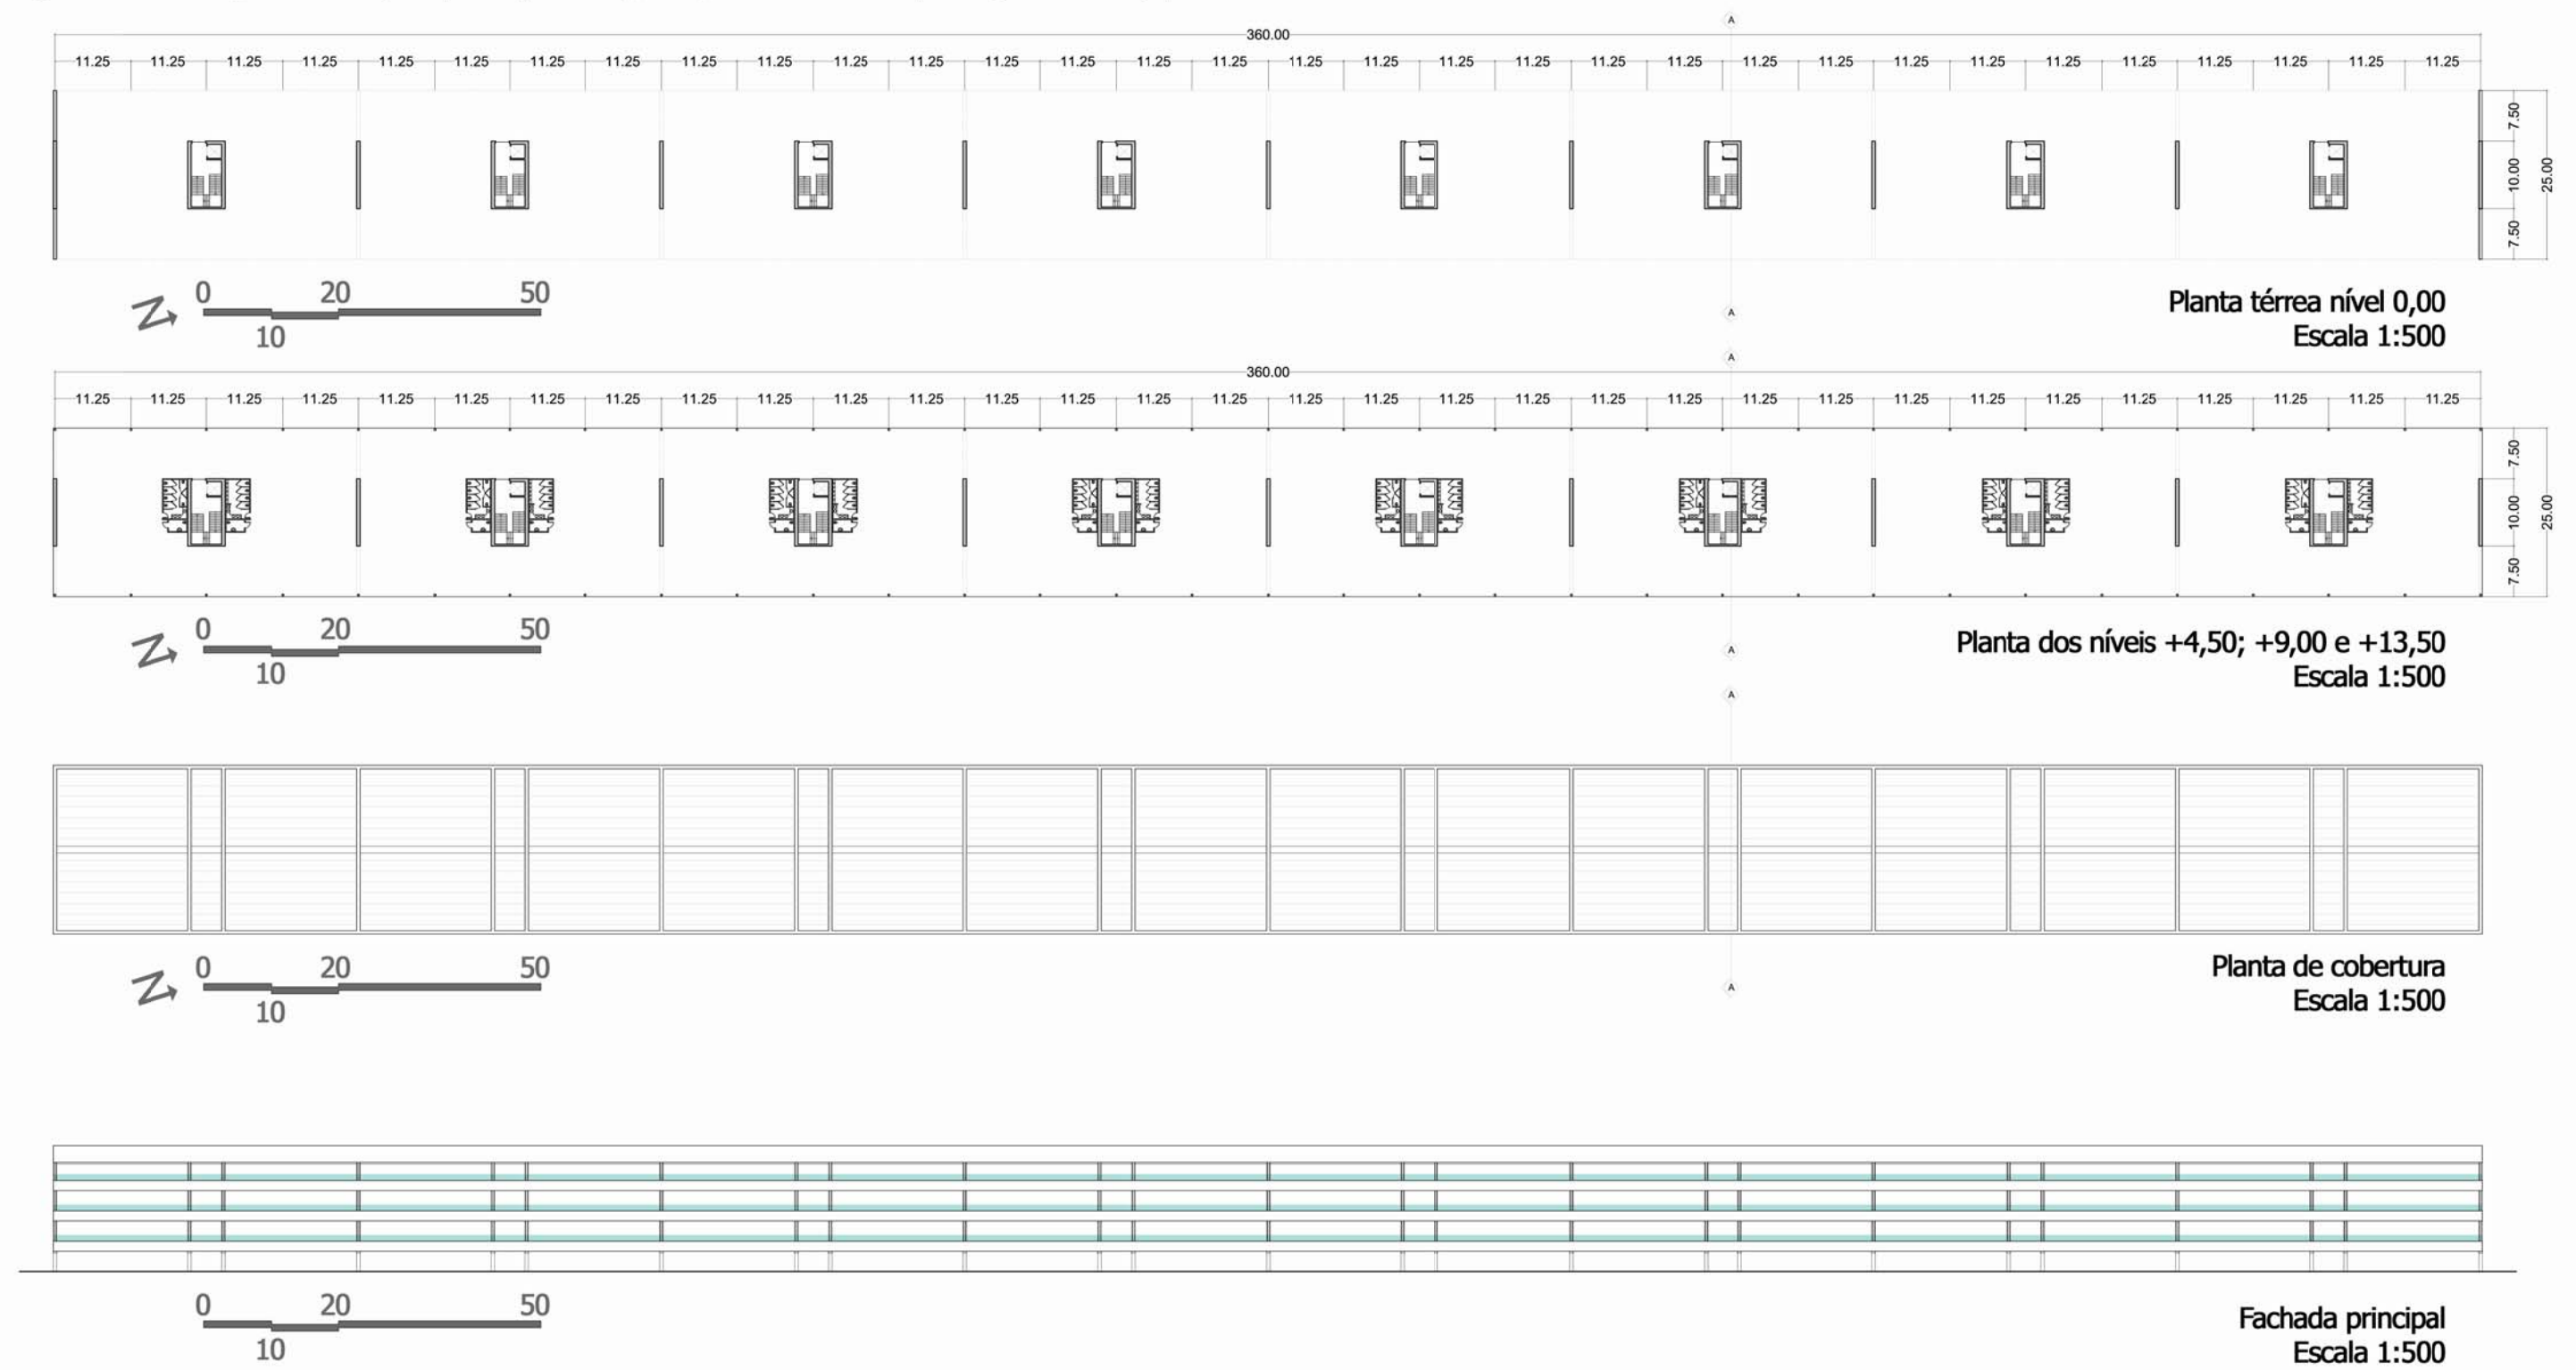 A
360.00
11.25 11.25 11.25 11.25 11.25 11.25 11.25 11.25 11.25 11.25 11.25 11.25 11.25 11.25 11.25 11.25 11.25 11.25 11.25 11.25 11.25 11.25 11.25 11.25 11.25 11.25 11.25 11.25 11.25 11.25 11.25 11.25
7.50
10.00
25.00
7.50
N
0 20 50
10
A
Planta térrea nível 0,00
Escala 1:500
A
360.00
11.25 11.25 11.25 11.25 11.25 11.25 11.25 11.25 11.25 11.25 11.25 11.25 11.25 11.25 11.25 11.25 11.25 11.25 11.25 11.25 11.25 11.25 11.25 11.25 11.25 11.25 11.25 11.25 11.25 11.25 11.25 11.25
7.50
10.00
25.00
7.50
N
0 20 50
10
A
Planta dos níveis +4,50; +9,00 e +13,50
Escala 1:500
A
N
0 20 50
10
A
Planta de cobertura
Escala 1:500
0 20 50
10
Fachada principal
Escala 1:500